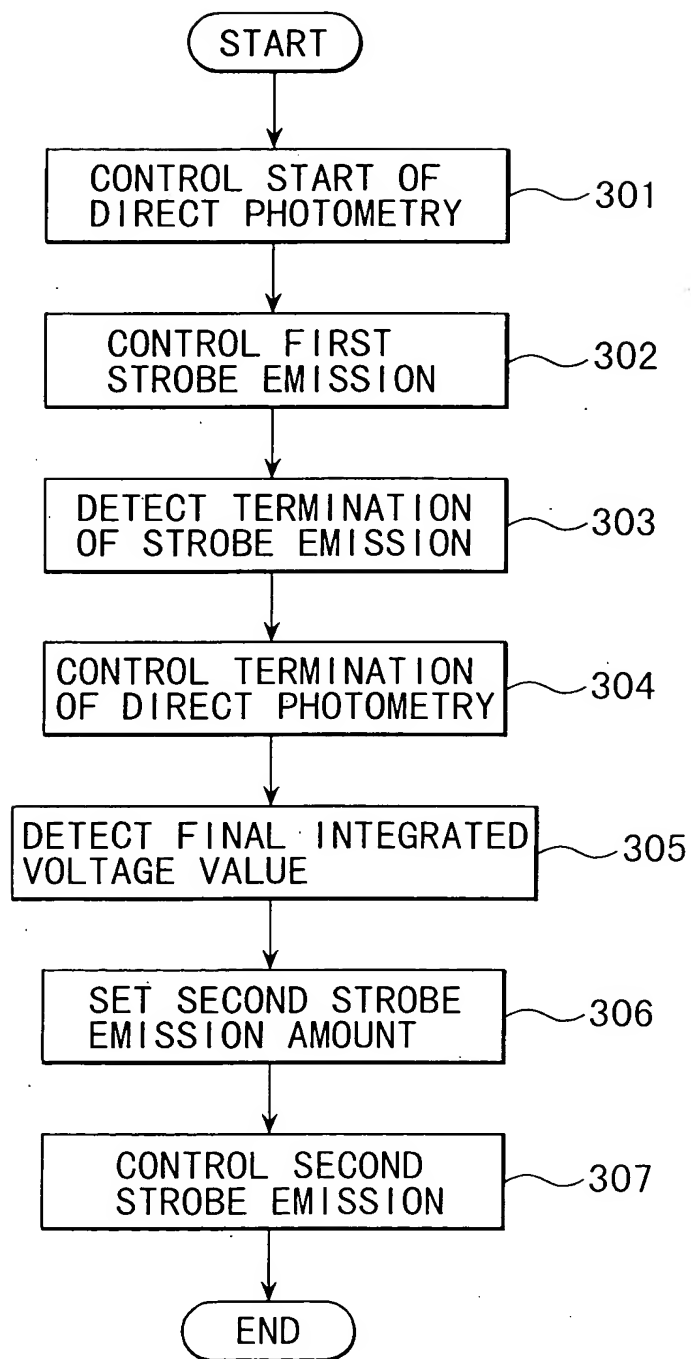 START
CONTROL START OF
DIRECT PHOTOMETRY
301
CONTROL FIRST
STROBE EMISSION
302
DETECT TERMINATION
OF STROBE EMISSION
303
CONTROL TERMINATION
OF DIRECT PHOTOMETRY
304
DETECT FINAL INTEGRATED
VOLTAGE VALUE
305
SET SECOND STROBE
EMISSION AMOUNT
306
CONTROL SECOND
STROBE EMISSION
307
END